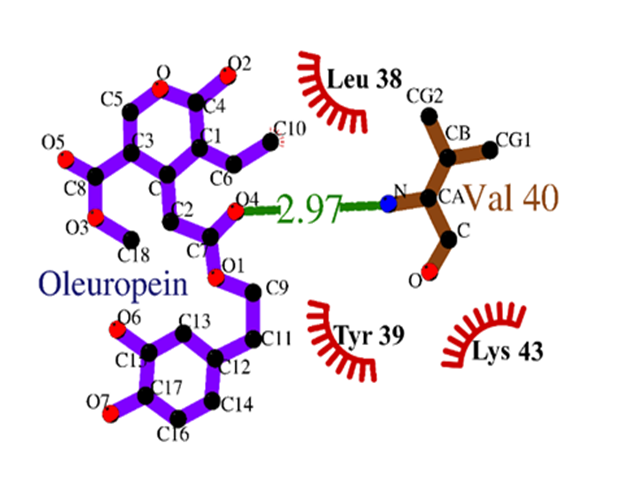 O
O2
Leu 38
C5
C4
CG2
C10
O5
C3
C1
CB
CG1
C8
C
C6
N
CA
Val 40
O4
2.97
C2
O3
C7
C
C18
O1
O
Oleuropein
C9
O6
C13
Tyr 39
C11
Lys 43
C12
C17
O7
C14
C16